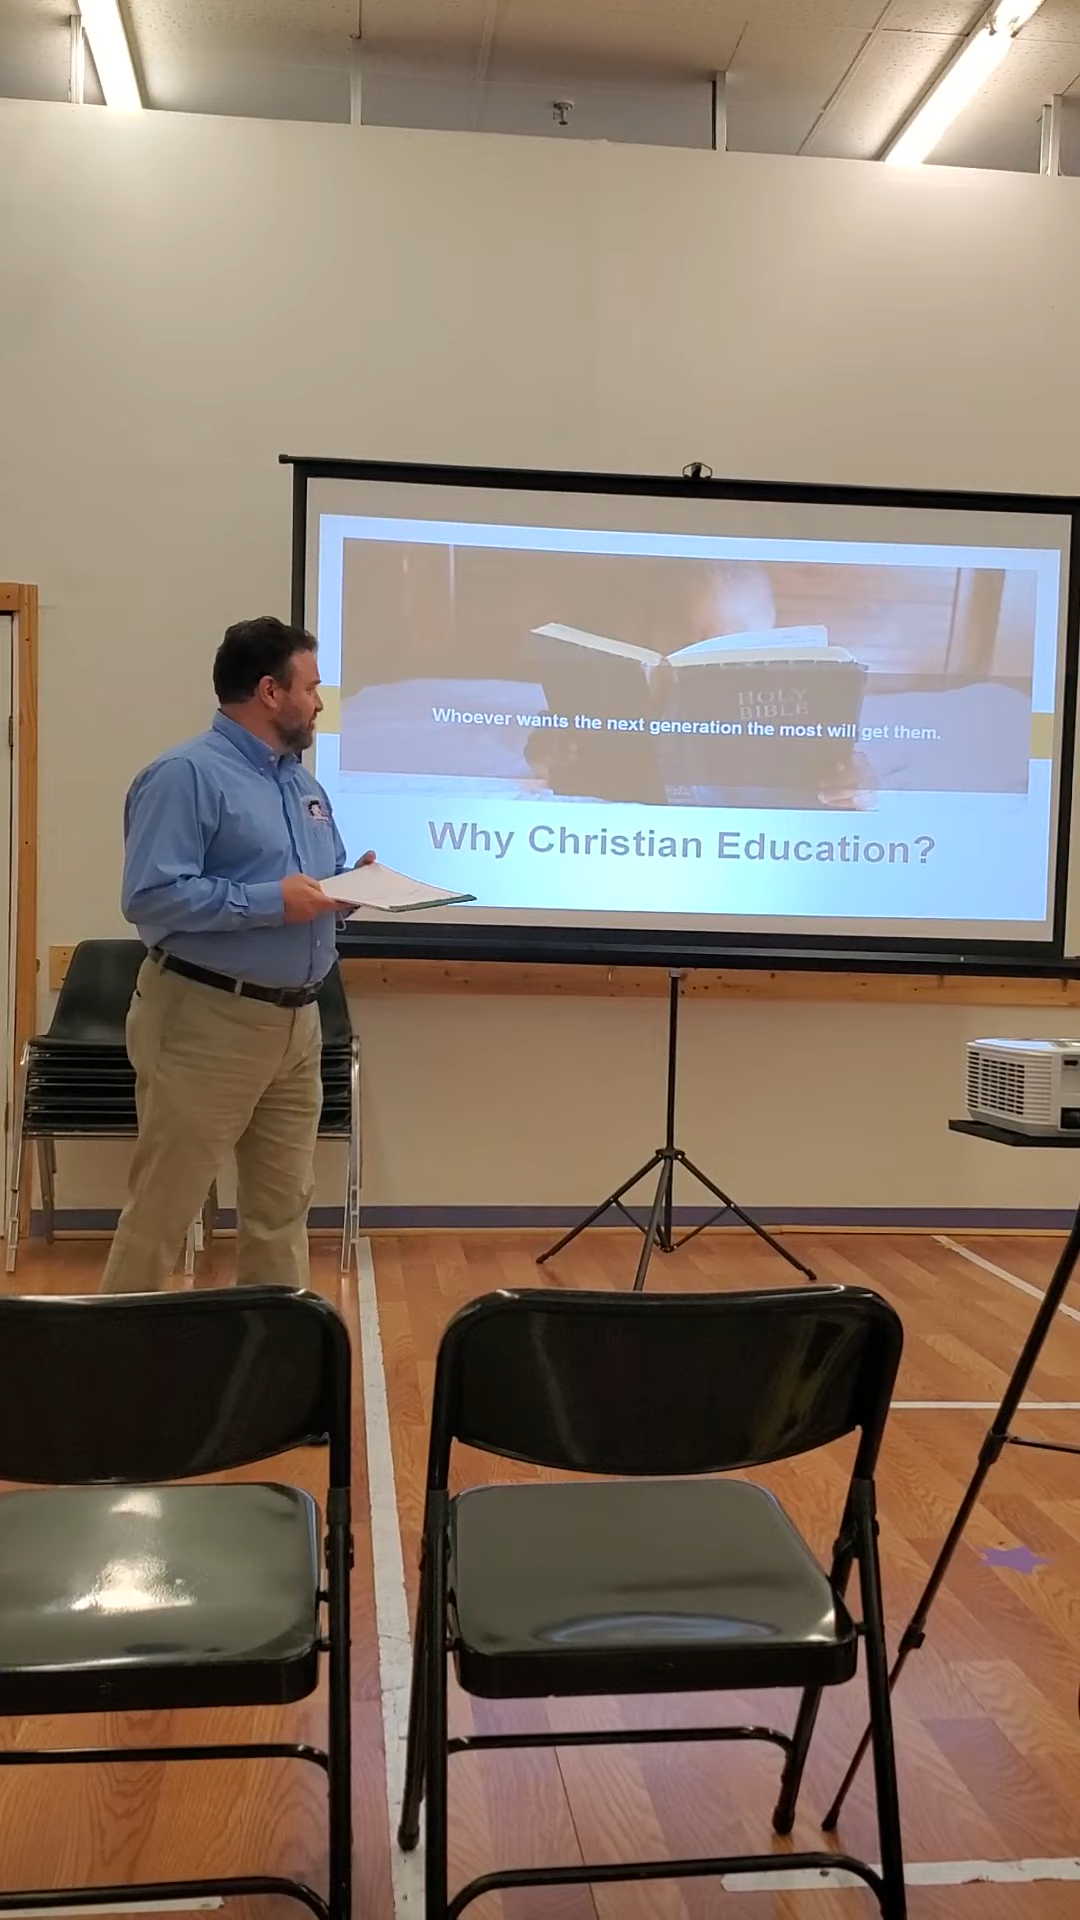 HOLY
BIBLE
Whoever wants the next generation the most will get them.
Why Christian Education?